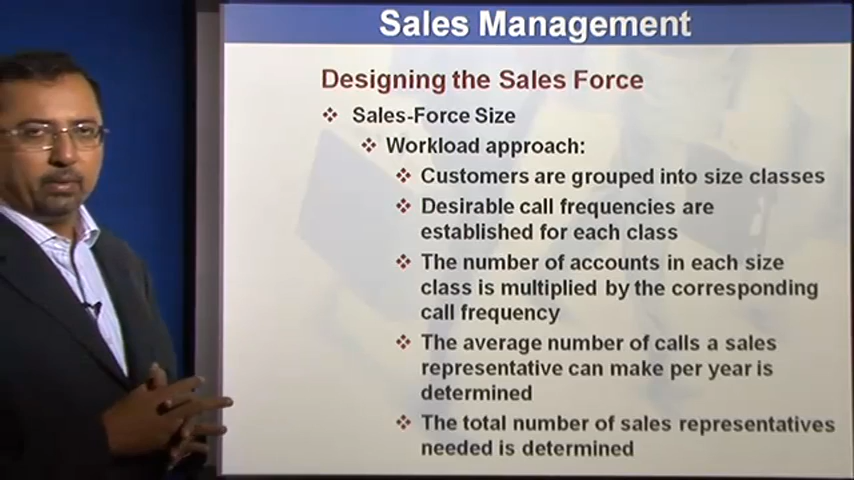 Sales Management
Designing the Sales Force
Sales-Force Size
Workload approach:
Customers are grouped into size classes
Desirable call frequencies are
established for each class
The number of accounts in each size
class is multiplied by the corresponding
call frequency
The average number of calls a sales
representative can make per year is
determined
The total number of sales representatives
needed is determined